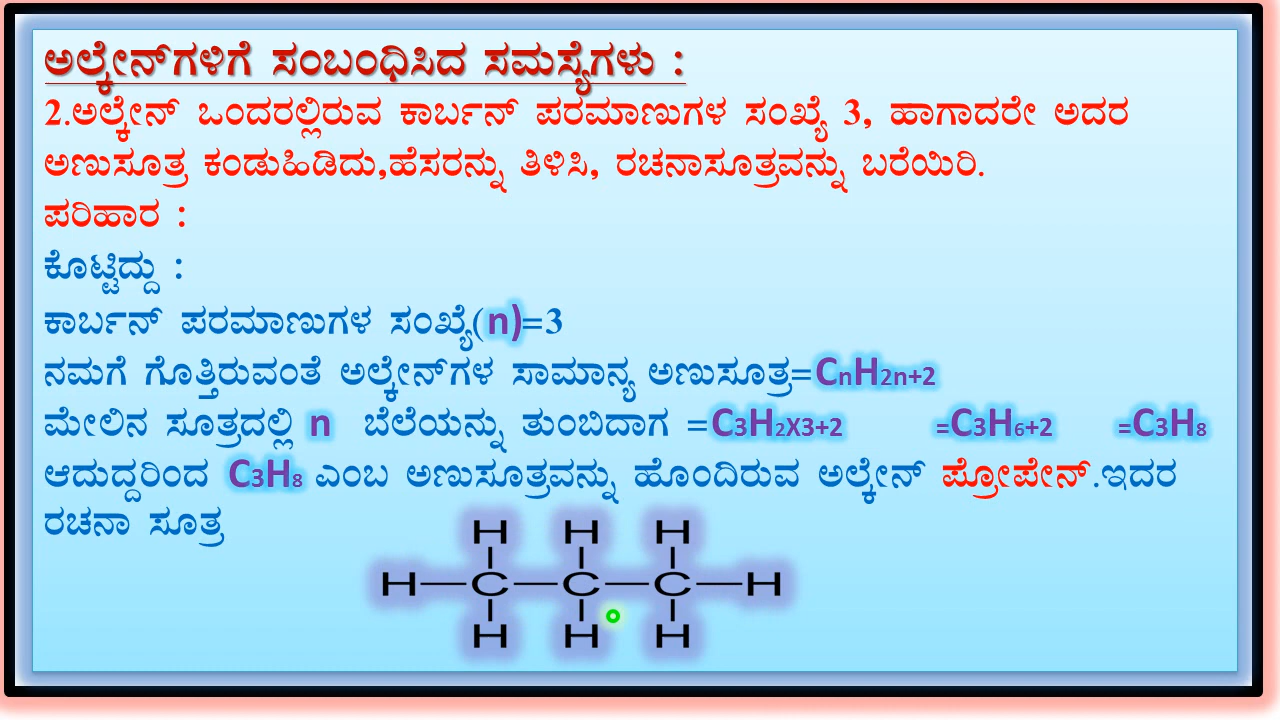 ಅಲ್ಕೇನ್‌ಗಳಿಗೆ ಸಂಬಂಧಿಸಿದ ಸಮಸ್ಯೆಗಳು :
2.ಅಲ್ಕೇನ್ ಒಂದರಲ್ಲಿರುವ ಕಾರ್ಬನ್ ಪರಮಾಣುಗಳ ಸಂಖ್ಯೆ 3, ಹಾಗಾದರೇ ಅದರ
ಅಣುಸೂತ್ರ ಕಂಡುಹಿಡಿದು,ಹೆಸರನ್ನು ತಿಳಿಸಿ, ರಚನಾಸೂತ್ರವನ್ನು ಬರೆಯಿರಿ.
ಪರಿಹಾರ :
ಕೊಟ್ಟಿದ್ದು :
ಕಾರ್ಬನ್ ಪರಮಾಣುಗಳ ಸಂಖ್ಯೆ(n)=3
ನಮಗೆ ಗೊತ್ತಿರುವಂತೆ ಅಲ್ಕೇನ್‌ಗಳ ಸಾಮಾನ್ಯ ಅಣುಸೂತ್ರ=CnH2n+2
ಮೇಲಿನ ಸೂತ್ರದಲ್ಲಿ n ಬೆಲೆಯನ್ನು ತುಂಬಿದಾಗ =C3H2X3+2 =C3H6+2 =C3H8
ಆದುದ್ದರಿಂದ C3H8 ಎಂಬ ಅಣುಸೂತ್ರವನ್ನು ಹೊಂದಿರುವ ಅಲ್ಕೇನ್ ಪ್ರೋಪೇನ್.ಇದರ
ರಚನಾ ಸೂತ್ರ
H H H
H C C C H
H H H